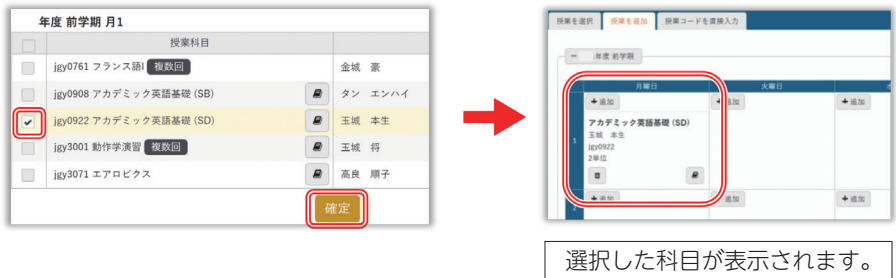 年度 前学期 月1
授業科目
jgy0761 フランス語I 複数回 金城 豪
jgy0908 アカデミック英語基礎 (SB) タン エンハイ
jgy0922 アカデミック英語基礎 (SD) 玉城 本生
jgy3001 動作学演習 複数回 玉城 将
jgy3071 エアロビクス 高良 順子
確定
授業を選択 授業を追加 授業コードを直接入力
年度 前学期
月曜日 火曜日
+追加 +追加 +追加
1
アカデミック英語基礎 (SD)
玉城 本生
jgy0922
2単位
+追加 +追加 +追加
選択した科目が表示されます。